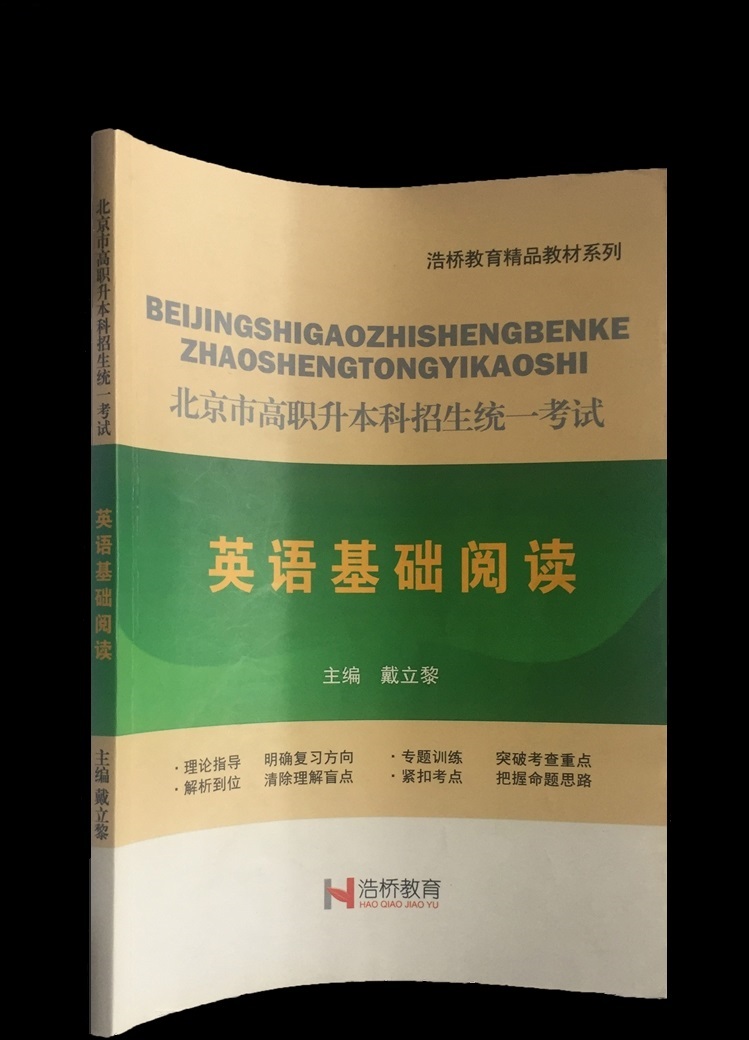 浩桥教育精品教材系列
BEIJINGSHIGAOZHISHENGBENKE
ZHAOSHENGTONGYIKAOSHI
北京市高职升本科招生统一考试
英语基础阅读
主编 戴立黎
·理论指导 明确复习方向 ·专题训练 突破考查重点
·解析到位 清除理解盲点 ·紧扣考点 把握命题思路
浩桥教育
HAO QIAO JIAO YU
北京市高职升本科招生统一考试
英语基础阅读
主编 戴立黎